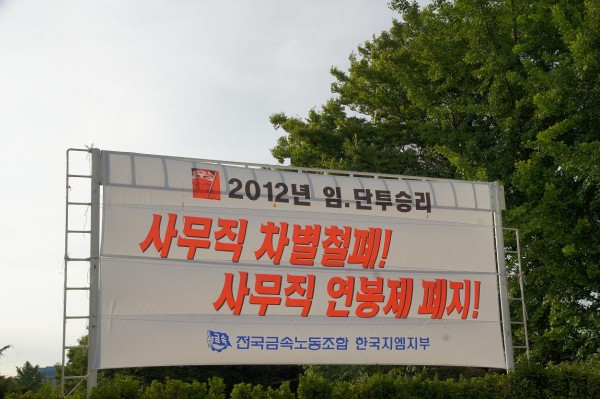 2012년 임.단투승리
사무직 차별철폐!
사무직 연봉제 폐지!
금속 전국금속노동조합 한국지엠지부